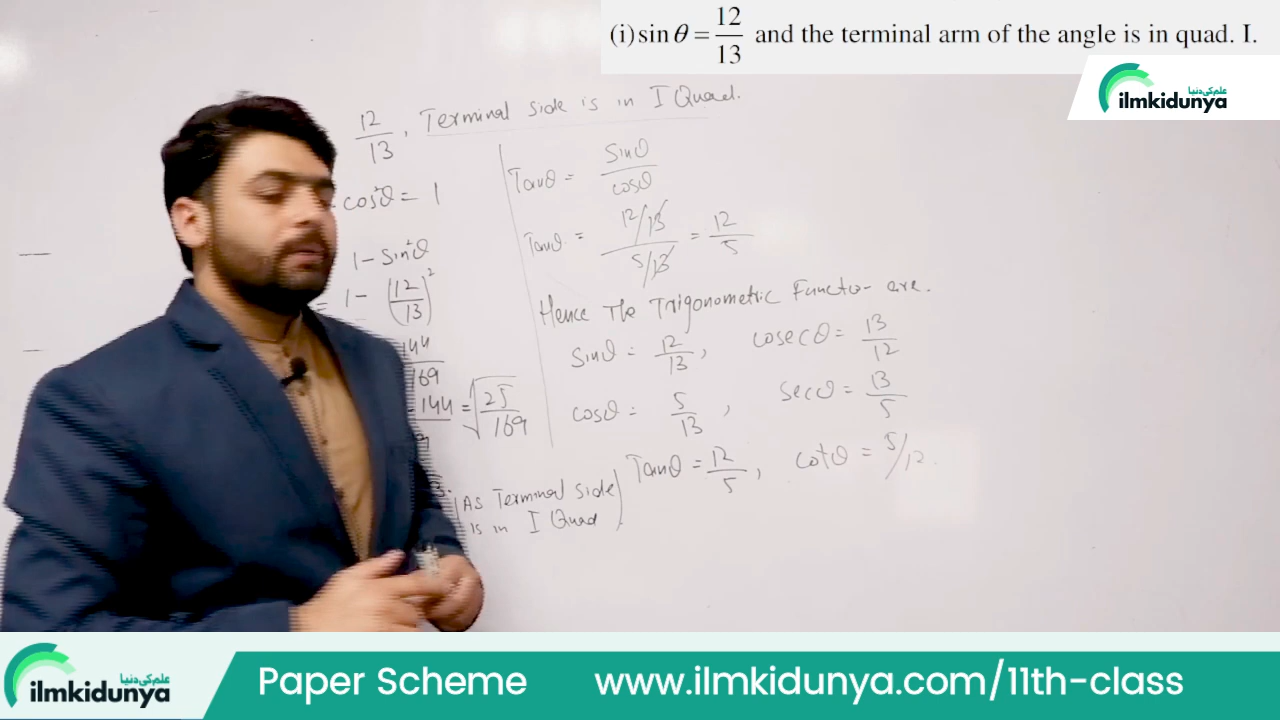 (i) sin θ = 12/13 and the terminal arm of the angle is in quad. I.
علم کی دنیا
ilmkidunya
12/13, Terminal side is in I Quad.
cos²θ = 1
1 - sin²θ
= 1 - (12/13)²
144/169
- 144 = √25/169
As Terminal side
is in I Quad
Tanθ = Sinθ/cosθ
Tanθ = 12/13 / 5/13 = 12/5
Hence The Trigonometric Functio- are.
Sinθ = 12/13, cosecθ = 13/12
cosθ = 5/13, secθ = 13/5
Tanθ = 12/5, cotθ = 5/12.
علم کی دنیا
ilmkidunya
Paper Scheme www.ilmkidunya.com/11th-class